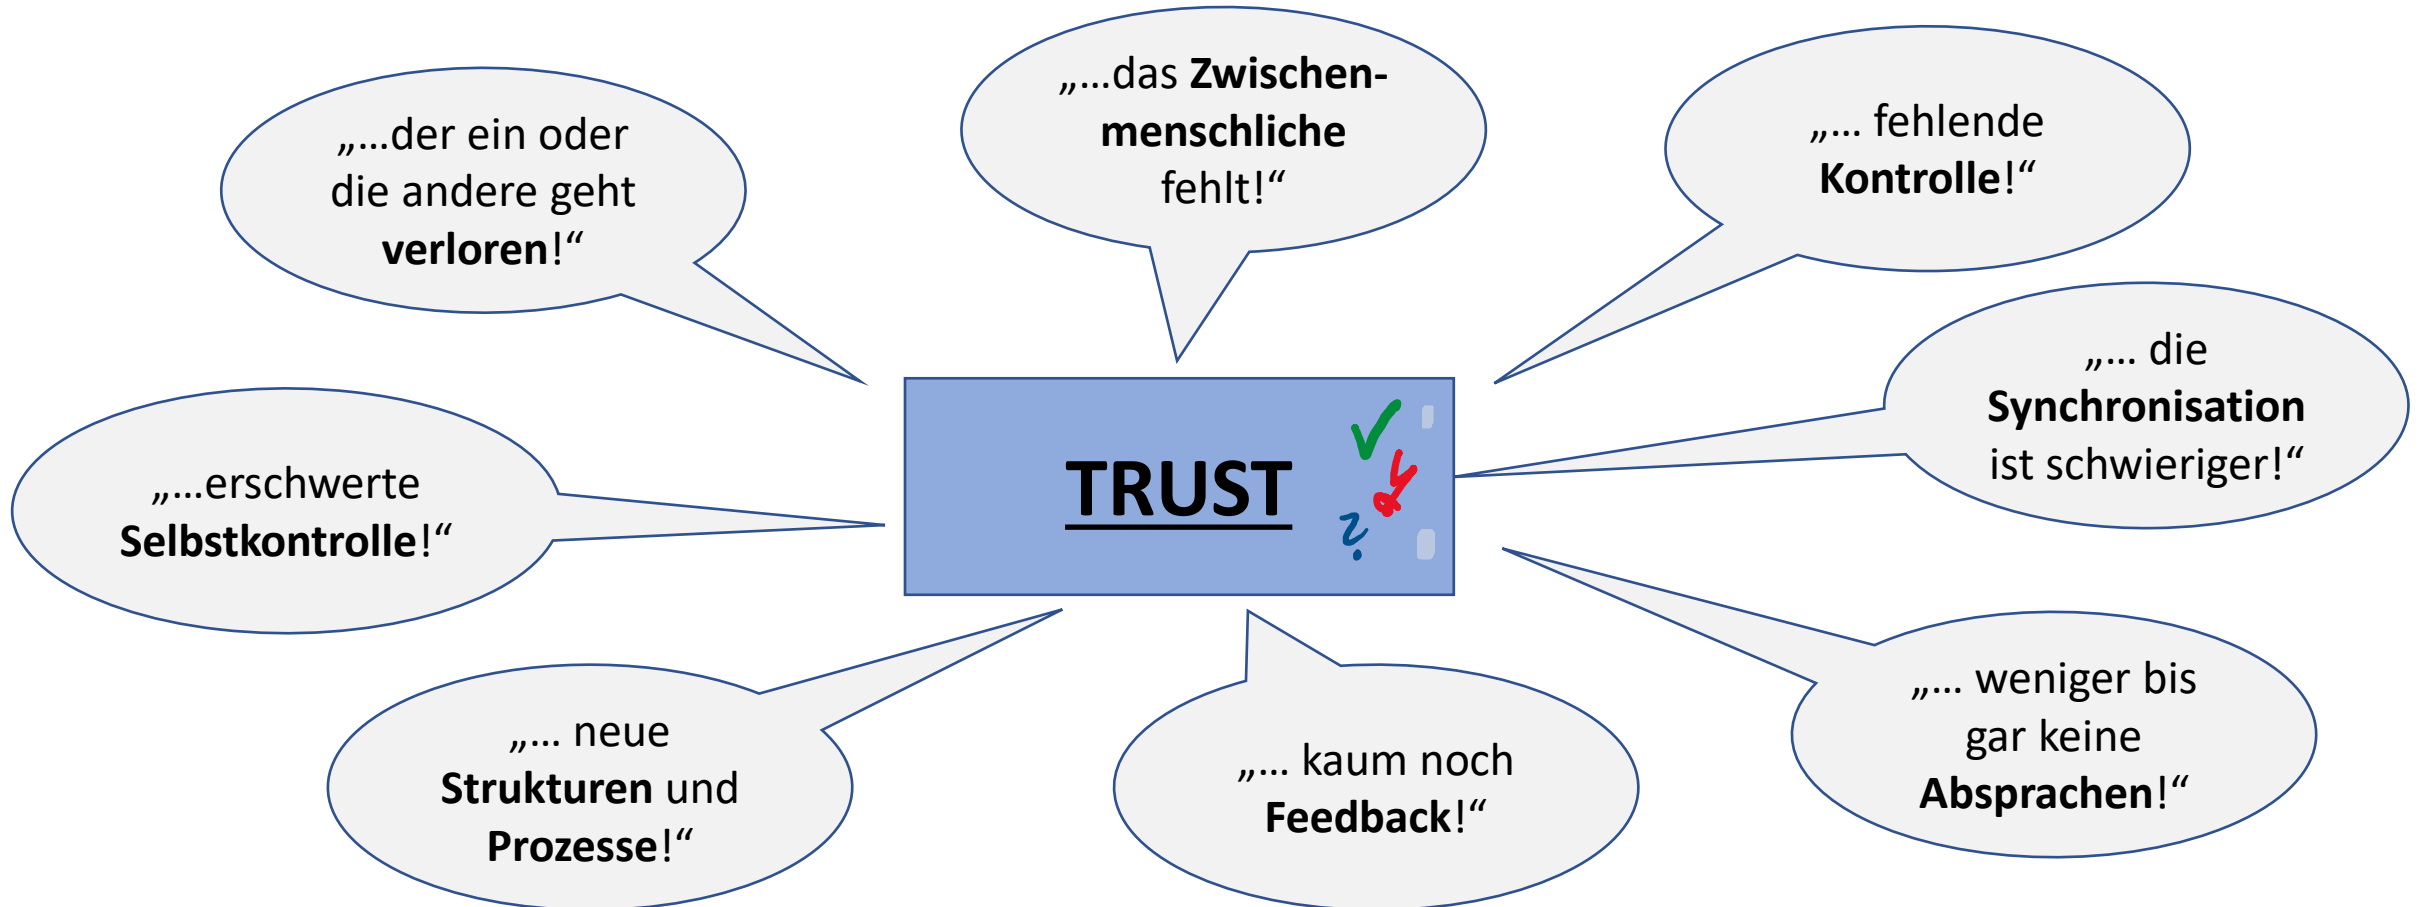 „…das Zwischen-
menschliche
fehlt!“
„…der ein oder
die andere geht
verloren!“
„… fehlende
Kontrolle!“
„… die
Synchronisation
ist schwieriger!“
„…erschwerte
Selbstkontrolle!“
TRUST
?
„… weniger bis
gar keine
Absprachen!“
„… neue
Strukturen und
Prozesse!“
„… kaum noch
Feedback!“